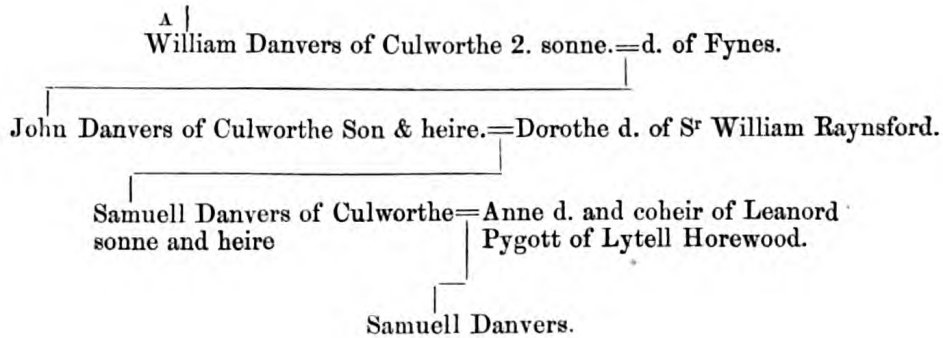 A
William Danvers of Culworthe 2. sonne.=d. of Fynes.
John Danvers of Culworthe Son & heire.=Dorothe d. of Sr William Raynsford.
Samuell Danvers of Culworthe=Anne d. and coheir of Leanord
sonne and heire Pygott of Lytell Horewood.
Samuell Danvers.